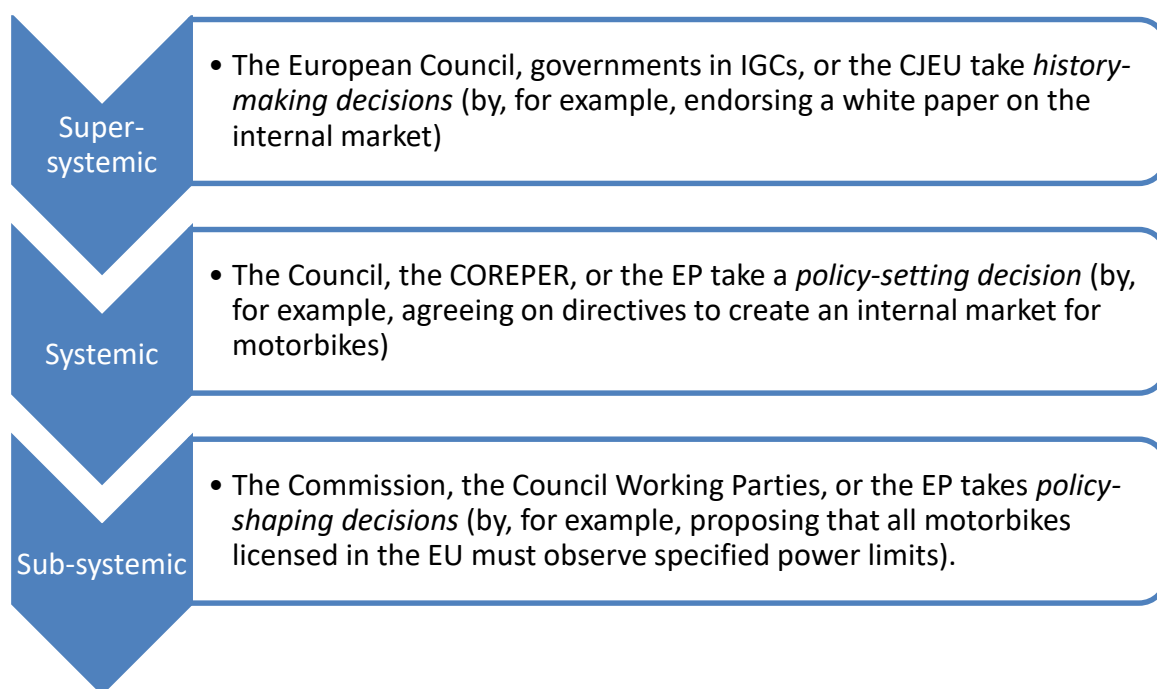 Super-
systemic
• The European Council, governments in IGCs, or the CJEU take history-
making decisions (by, for example, endorsing a white paper on the
internal market)
Systemic
• The Council, the COREPER, or the EP take a policy-setting decision (by,
for example, agreeing on directives to create an internal market for
motorbikes)
Sub-systemic
• The Commission, the Council Working Parties, or the EP takes policy-
shaping decisions (by, for example, proposing that all motorbikes
licensed in the EU must observe specified power limits).